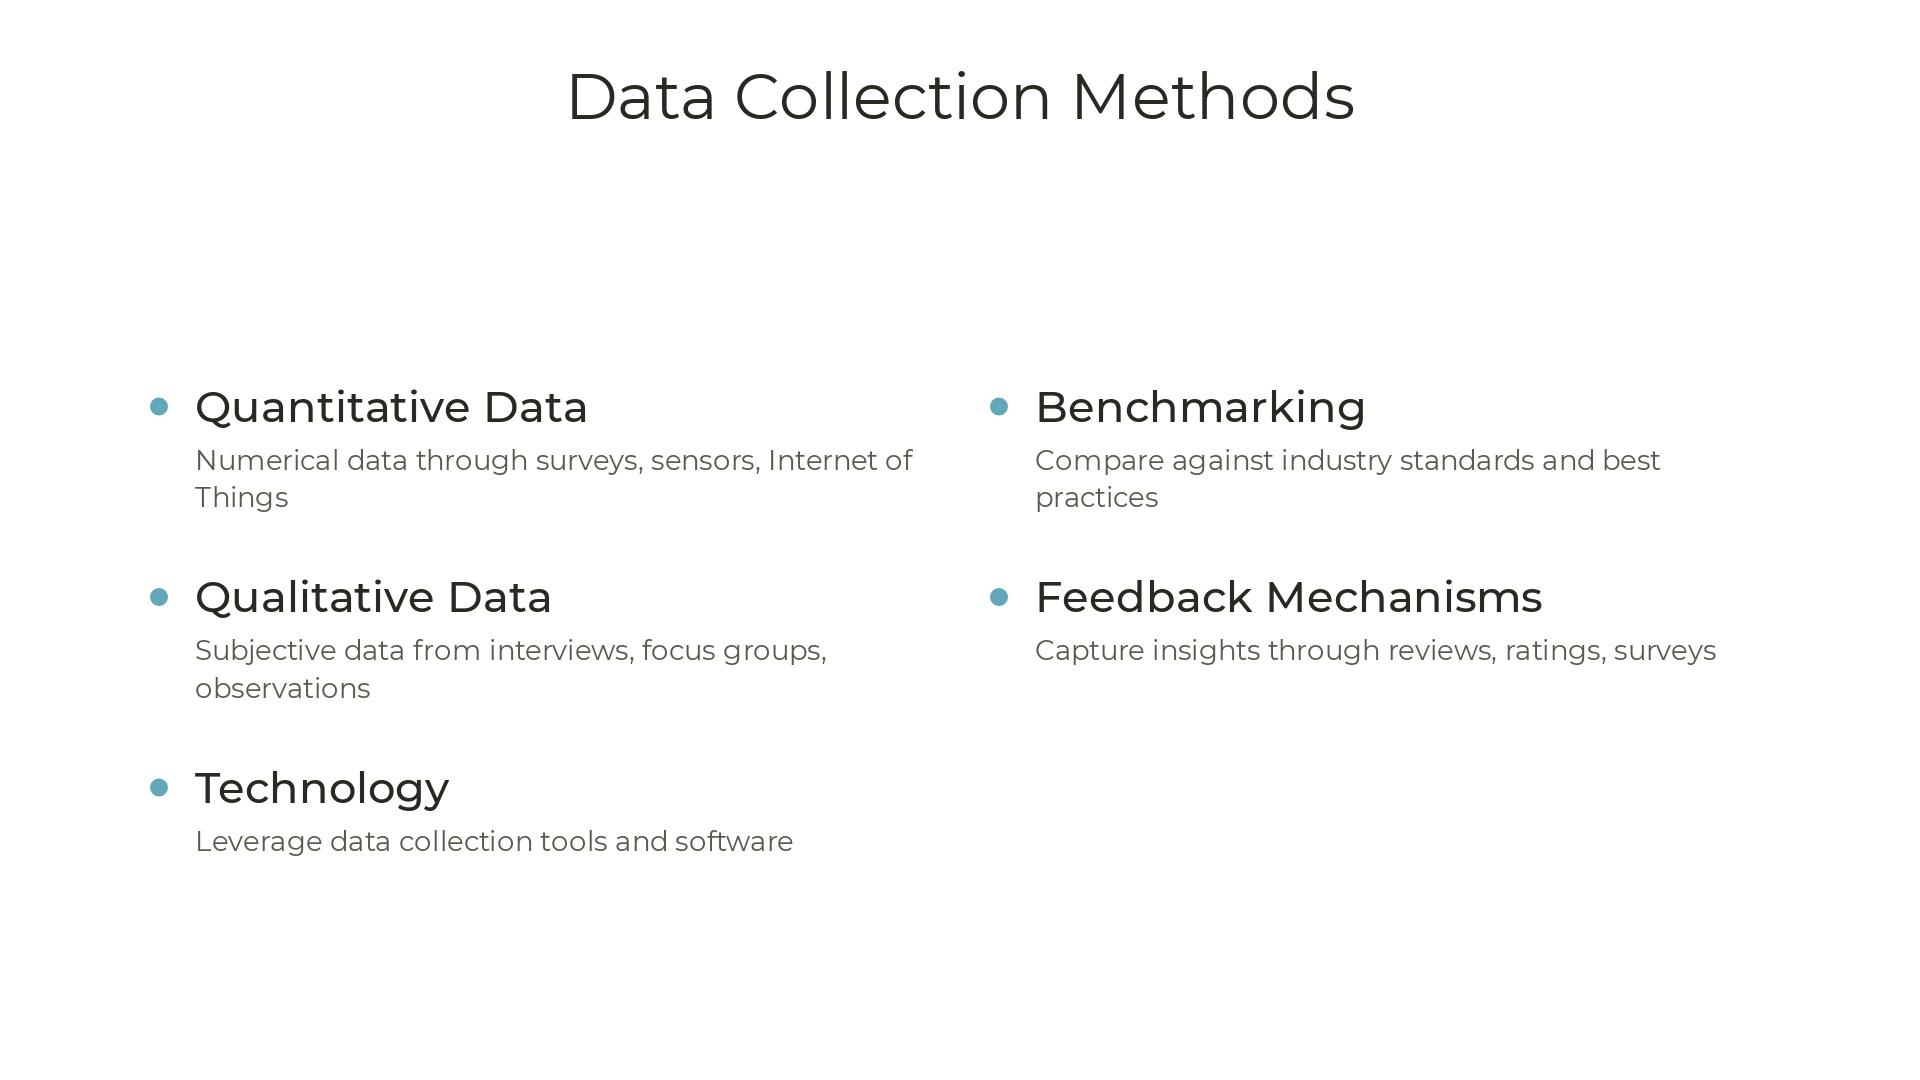 Data Collection Methods
Quantitative Data
Numerical data through surveys, sensors, Internet of
Things
Qualitative Data
Subjective data from interviews, focus groups,
observations
Technology
Leverage data collection tools and software
Benchmarking
Compare against industry standards and best
practices
Feedback Mechanisms
Capture insights through reviews, ratings, surveys